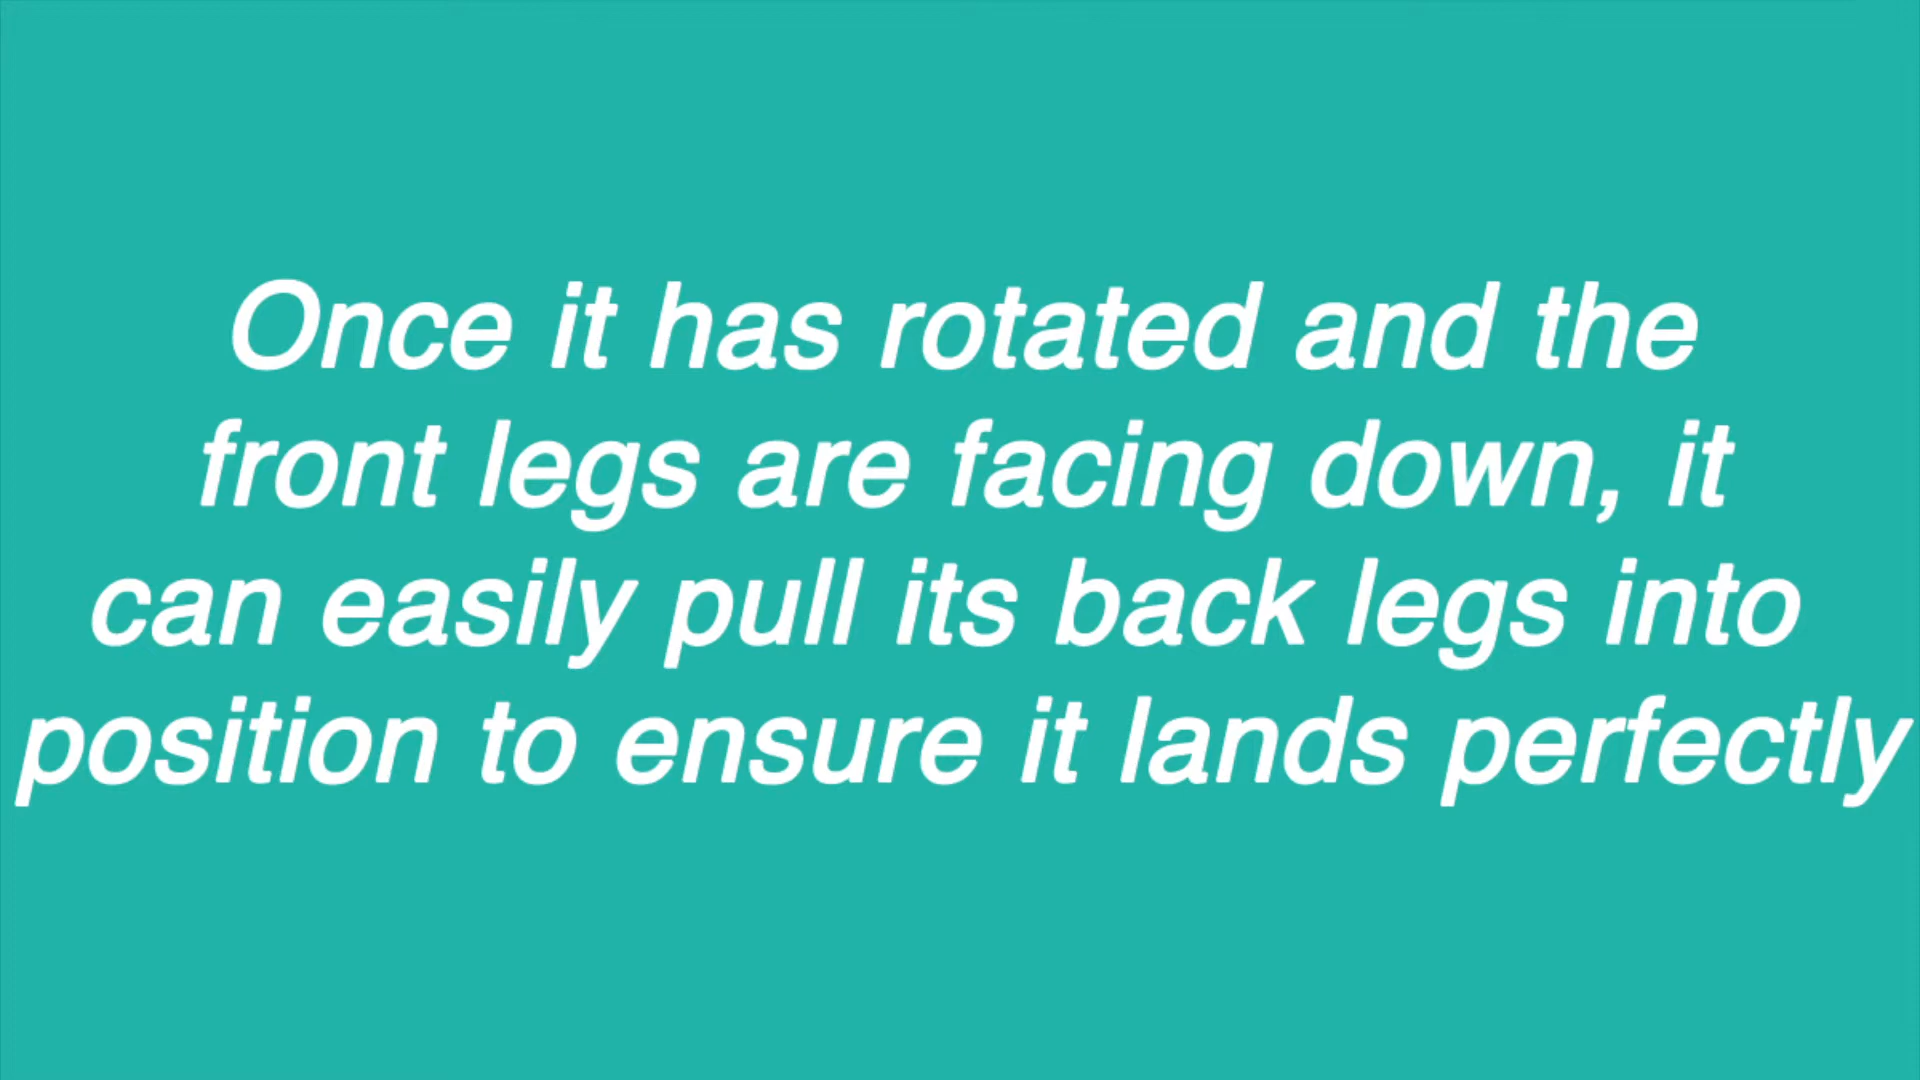 Once it has rotated and the
front legs are facing down, it
can easily pull its back legs into
position to ensure it lands perfectly